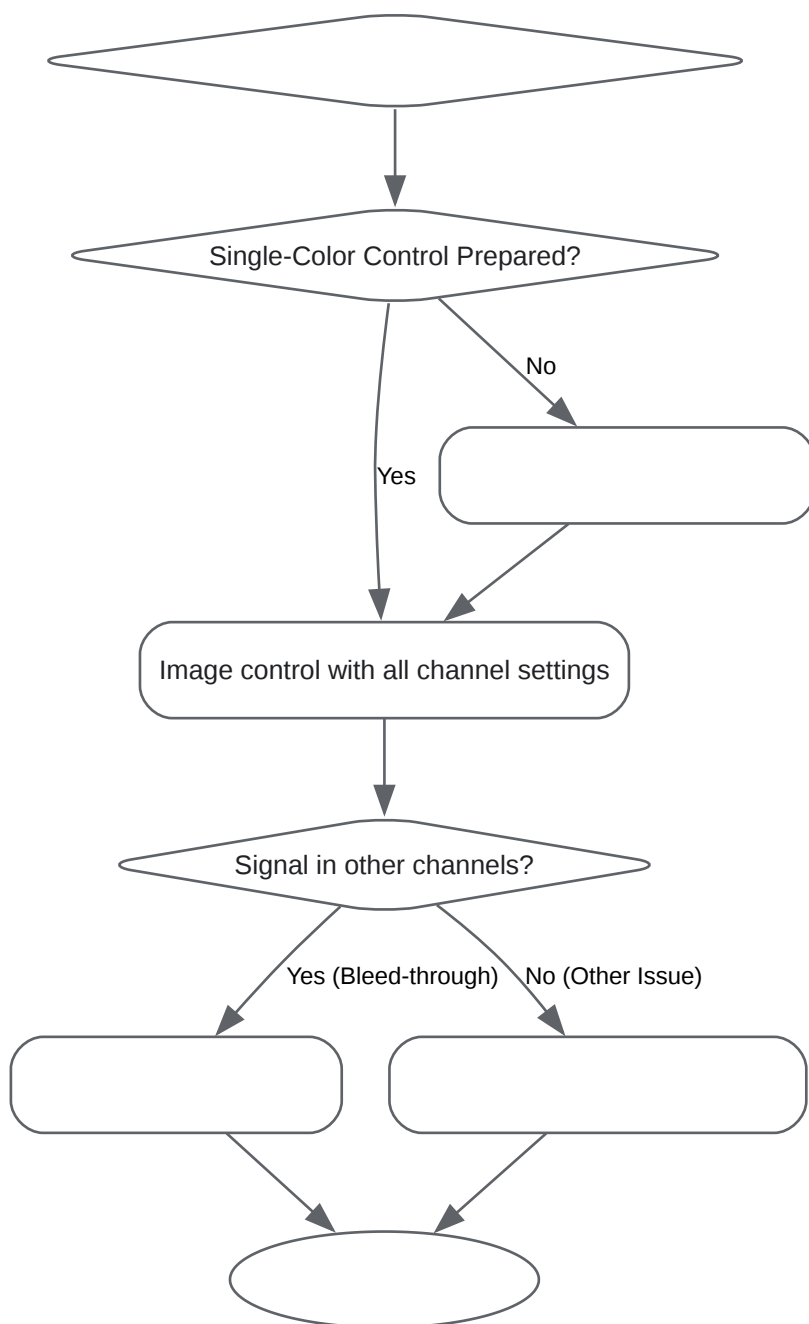 Single-Color Control Prepared?
No
Yes
Image control with all channel settings
Signal in other channels?
Yes (Bleed-through)
No (Other Issue)